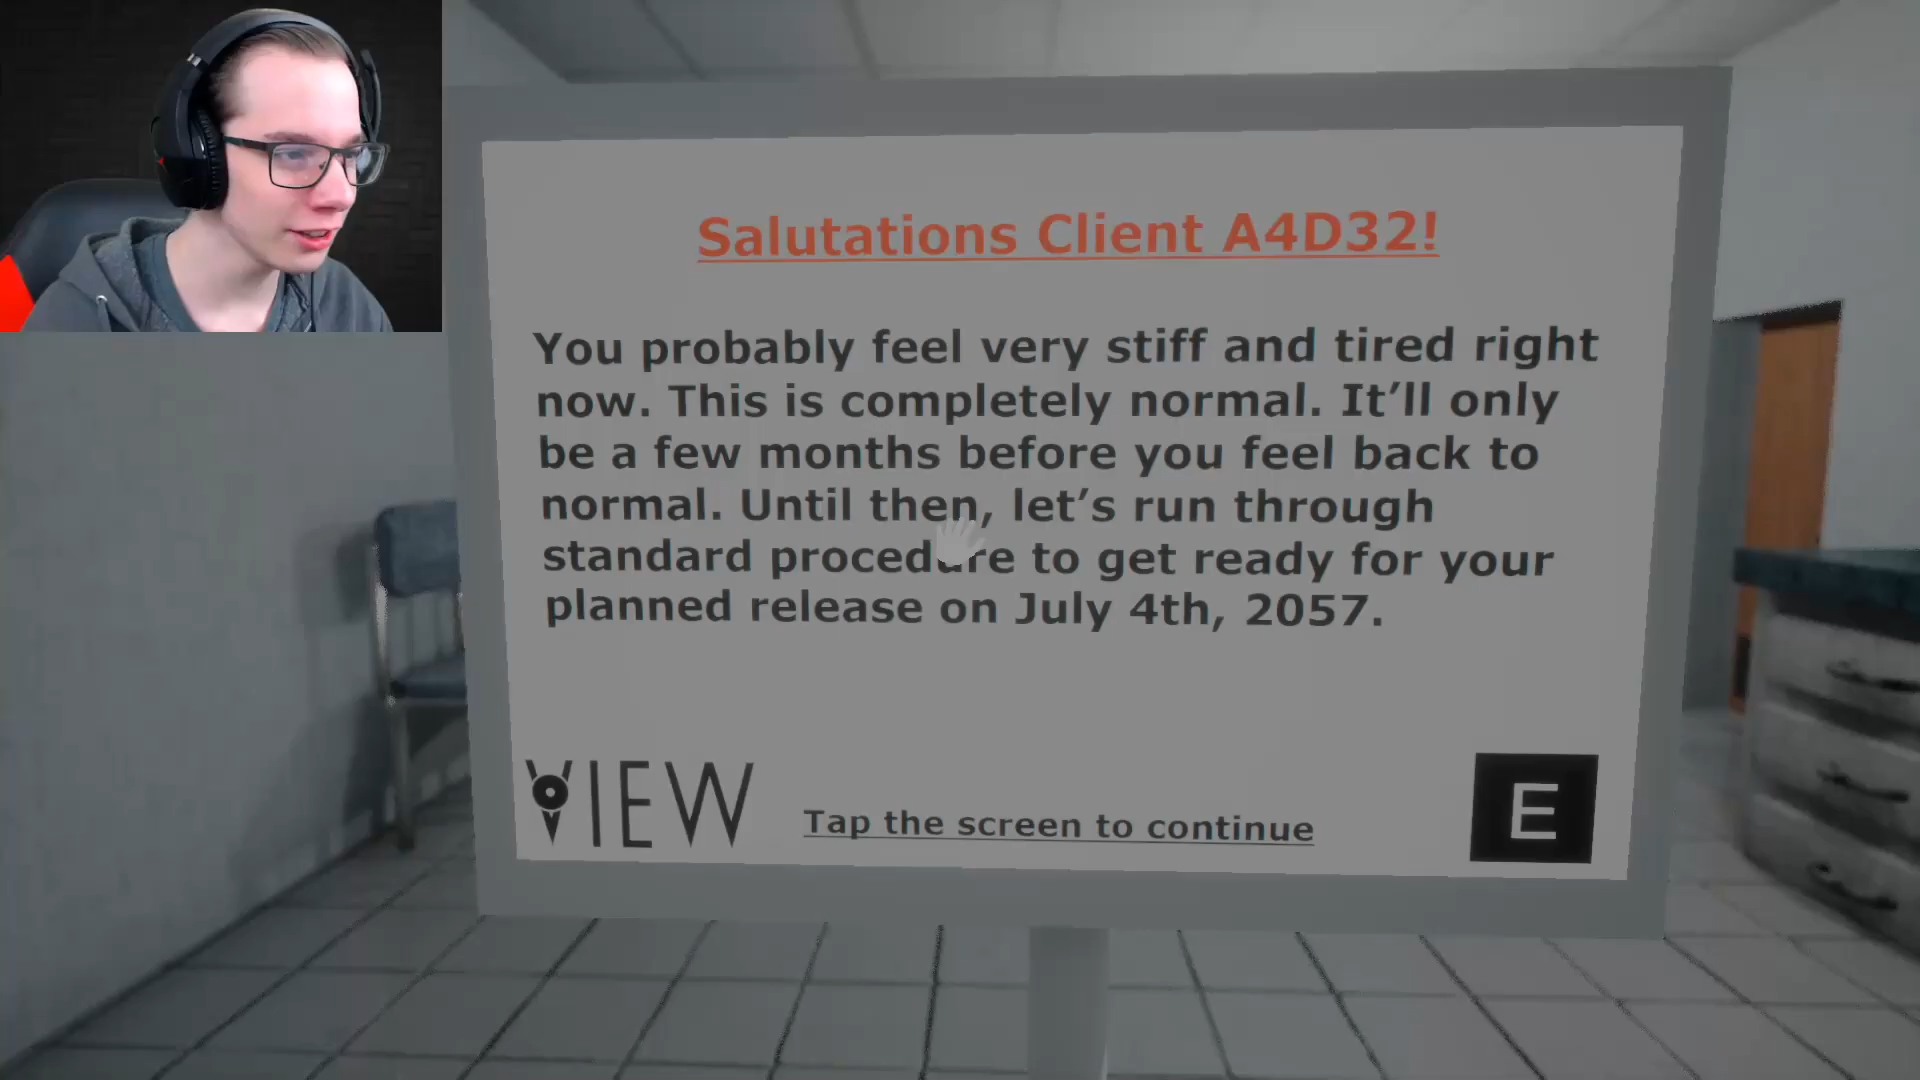 Salutations Client A4D32!
You probably feel very stiff and tired right
now. This is completely normal. It’ll only
be a few months before you feel back to
normal. Until then, let’s run through
standard procedure to get ready for your
planned release on July 4th, 2057.
VIEW
Tap the screen to continue
E